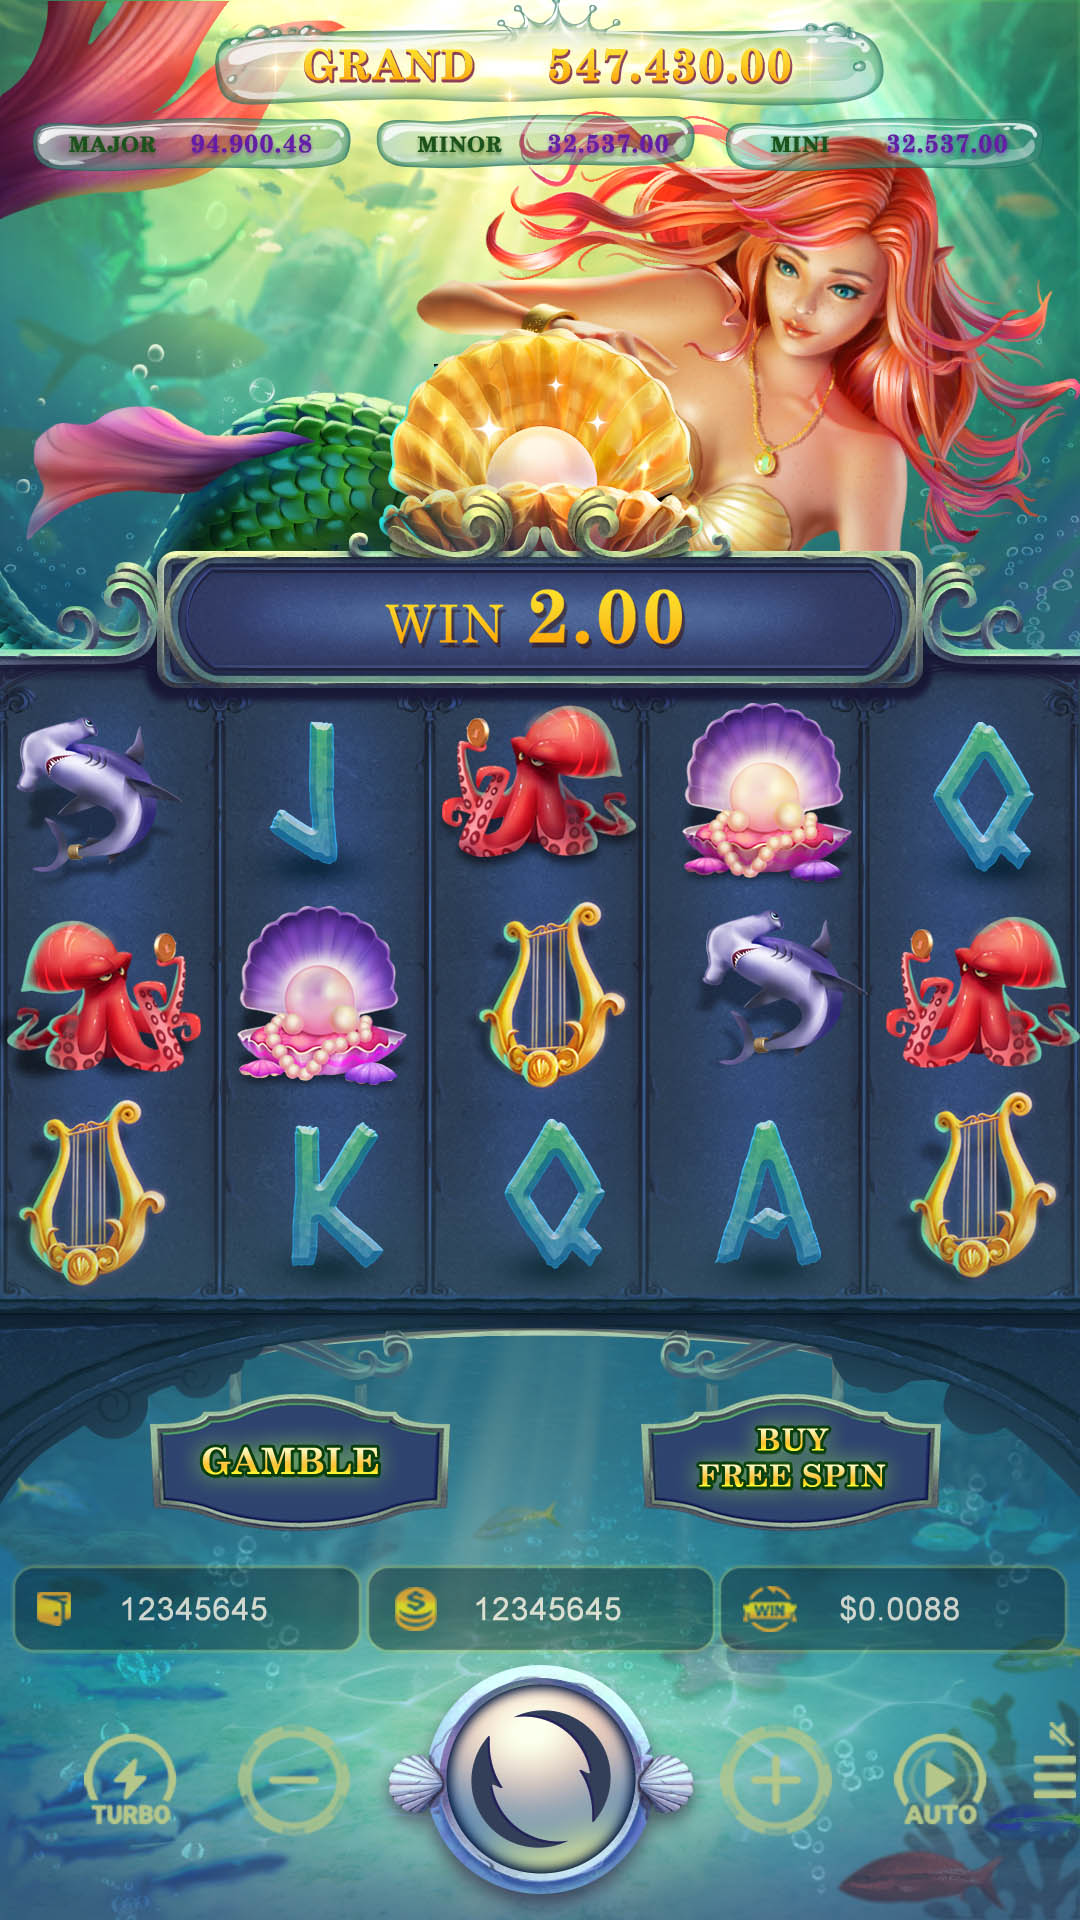 GRAND 547.430.00
MAJOR 94.900.48 MINOR 32.537.00 MINI 32.537.00
WIN 2.00
J
Q
K Q A
GAMBLE
BUY
FREE SPIN
12345645 $ 12345645 WIN $0.0088
TURBO AUTO